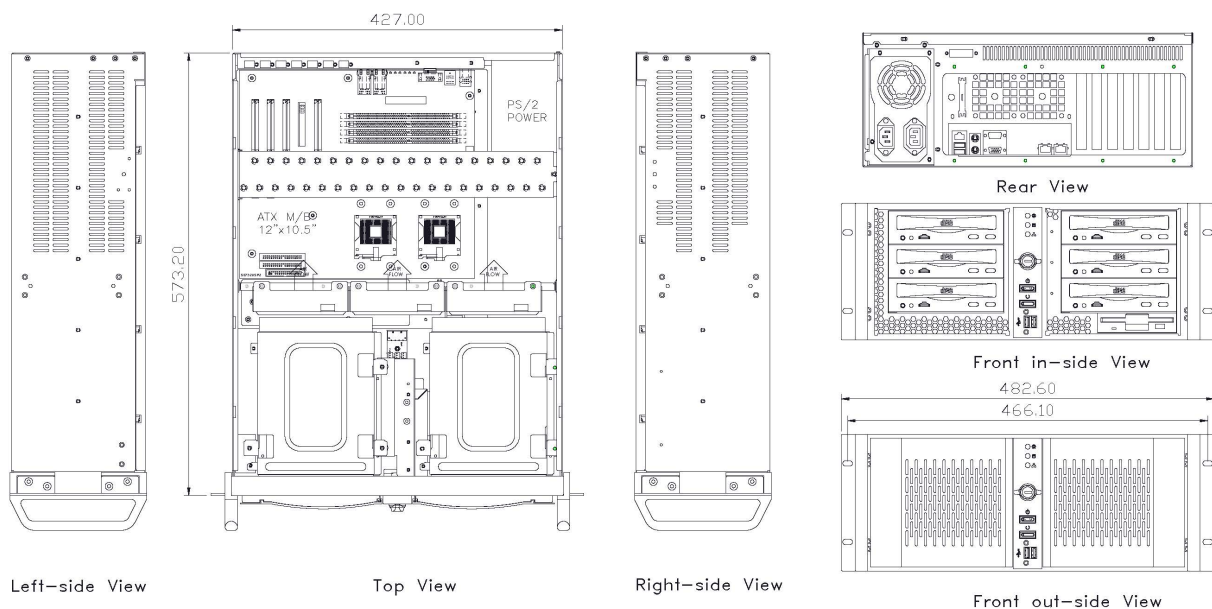 427.00
573.20
PS/2
POWER
ATX M/B
12"x10.5"
AIR
FLOW
AIR
FLOW
AIR
FLOW
Left-side View
Top View
Right-side View
Rear View
Front in-side View
482.60
466.10
Front out-side View